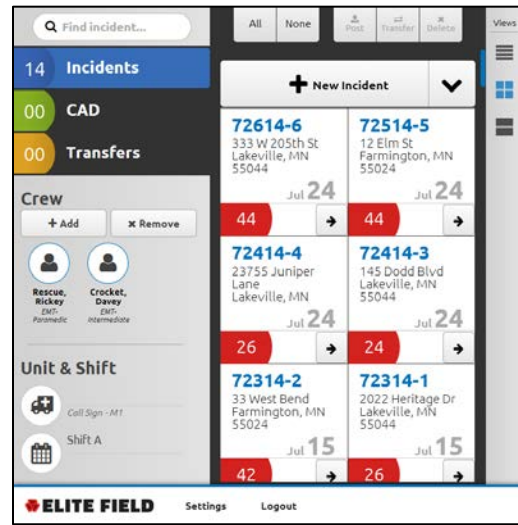 Find incident...
14 Incidents
00 CAD
00 Transfers
Crew
+ Add
× Remove
Rescue,
Rickey
EMT-
Paramedic
Crocket,
Davey
EMT-
Intermediate
Unit & Shift
Call Sign - M1
Shift A
All None
Post Transfer Delete
New Incident
72614-6
333 W 205th St
Lakeville, MN
55044
Jul 24
44
72514-5
12 Elm St
Farmington, MN
55024
Jul 24
44
72414-4
23755 Juniper
Lane
Lakeville, MN
Jul 24
26
72414-3
145 Dodd Blvd
Lakeville, MN
55044
Jul 24
24
72314-2
33 West Bend
Farmington, MN
55024
Jul 15
42
72314-1
2022 Heritage Dr
Lakeville, MN
55044
Jul 15
26
Views
ELITE FIELD
Settings
Logout